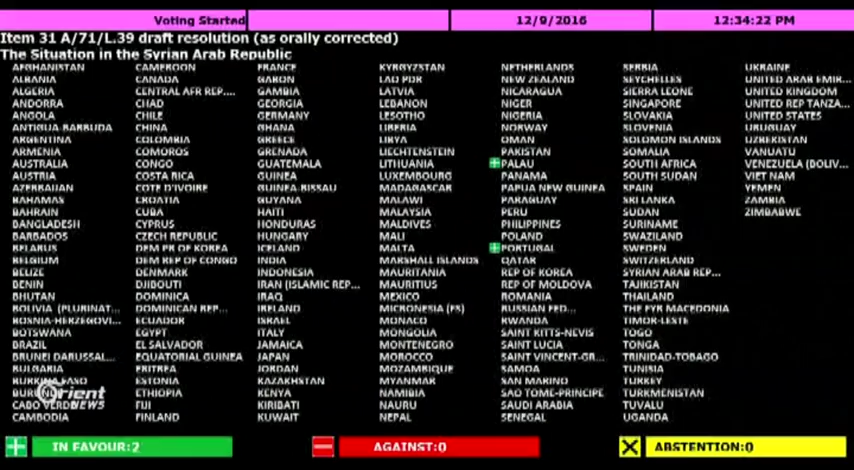 Voting Started 12/9/2016 12:34:22 PM
Item 31 A/71/L.39 draft resolution (as orally corrected)
The Situation in the Syrian Arab Republic
AFGHANISTAN CAMEROON FRANCE KYRGYZSTAN NETHERLANDS SERBIA UKRAINE
ALBANIA CANADA GABON LAO PDR NEW ZEALAND SEYCHELLES UNITED ARAB EMIR...
ALGERIA CENTRAL AFR REP.... GAMBIA LATVIA NICARAGUA SIERRA LEONE UNITED KINGDOM
ANDORRA CHAD GEORGIA LEBANON NIGER SINGAPORE UNITED REP TANZA...
ANGOLA CHILE GERMANY LESOTHO NIGERIA SLOVAKIA UNITED STATES
ANTIGUA-BARBUDA CHINA GHANA LIBERIA NORWAY SLOVENIA URUGUAY
ARGENTINA COLOMBIA GREECE LIBYA OMAN SOLOMON ISLANDS UZBEKISTAN
ARMENIA COMOROS GRENADA LIECHTENSTEIN PAKISTAN SOMALIA VANUATU
AUSTRALIA CONGO GUATEMALA LITHUANIA PALAU SOUTH AFRICA VENEZUELA (BOLIV...
AUSTRIA COSTA RICA GUINEA LUXEMBOURG PANAMA SOUTH SUDAN VIET NAM
AZERBAIJAN COTE D'IVOIRE GUINEA-BISSAU MADAGASCAR PAPUA NEW GUINEA SPAIN YEMEN
BAHAMAS CROATIA GUYANA MALAWI PARAGUAY SRI LANKA ZAMBIA
BAHRAIN CUBA HAITI MALAYSIA PERU SUDAN ZIMBABWE
BANGLADESH CYPRUS HONDURAS MALDIVES PHILIPPINES SURINAME
BARBADOS CZECH REPUBLIC HUNGARY MALI POLAND SWAZILAND
BELARUS DEM PR OF KOREA ICELAND MALTA PORTUGAL SWEDEN
BELGIUM DEM REP OF CONGO INDIA MARSHALL ISLANDS QATAR SWITZERLAND
BELIZE DENMARK INDONESIA MAURITANIA REP OF KOREA SYRIAN ARAB REP...
BENIN DJIBOUTI IRAN (ISLAMIC REP... MAURITIUS REP OF MOLDOVA TAJIKISTAN
BHUTAN DOMINICA IRAQ MEXICO ROMANIA THAILAND
BOLIVIA (PLURINAT... DOMINICAN REP... IRELAND MICRONESIA (FS) RUSSIAN FED... THE FYR MACEDONIA
BOSNIA-HERZEGOVI... ECUADOR ISRAEL MONACO RWANDA TIMOR-LESTE
BOTSWANA EGYPT ITALY MONGOLIA SAINT KITTS-NEVIS TOGO
BRAZIL EL SALVADOR JAMAICA MONTENEGRO SAINT LUCIA TONGA
BRUNEI DARUSSAL... EQUATORIAL GUINEA JAPAN MOROCCO SAINT VINCENT-GR... TRINIDAD-TOBAGO
BULGARIA ERITREA JORDAN MOZAMBIQUE SAMOA TUNISIA
BURKINA FASO ESTONIA KAZAKHSTAN MYANMAR SAN MARINO TURKEY
BURUNDI ETHIOPIA KENYA NAMIBIA SAO TOME-PRINCIPE TURKMENISTAN
CABO VERDE FIJI KIRIBATI NAURU SAUDI ARABIA TUVALU
CAMBODIA FINLAND KUWAIT NEPAL SENEGAL UGANDA
Orient
NEWS
IN FAVOUR:2 AGAINST:0 ABSTENTION:0